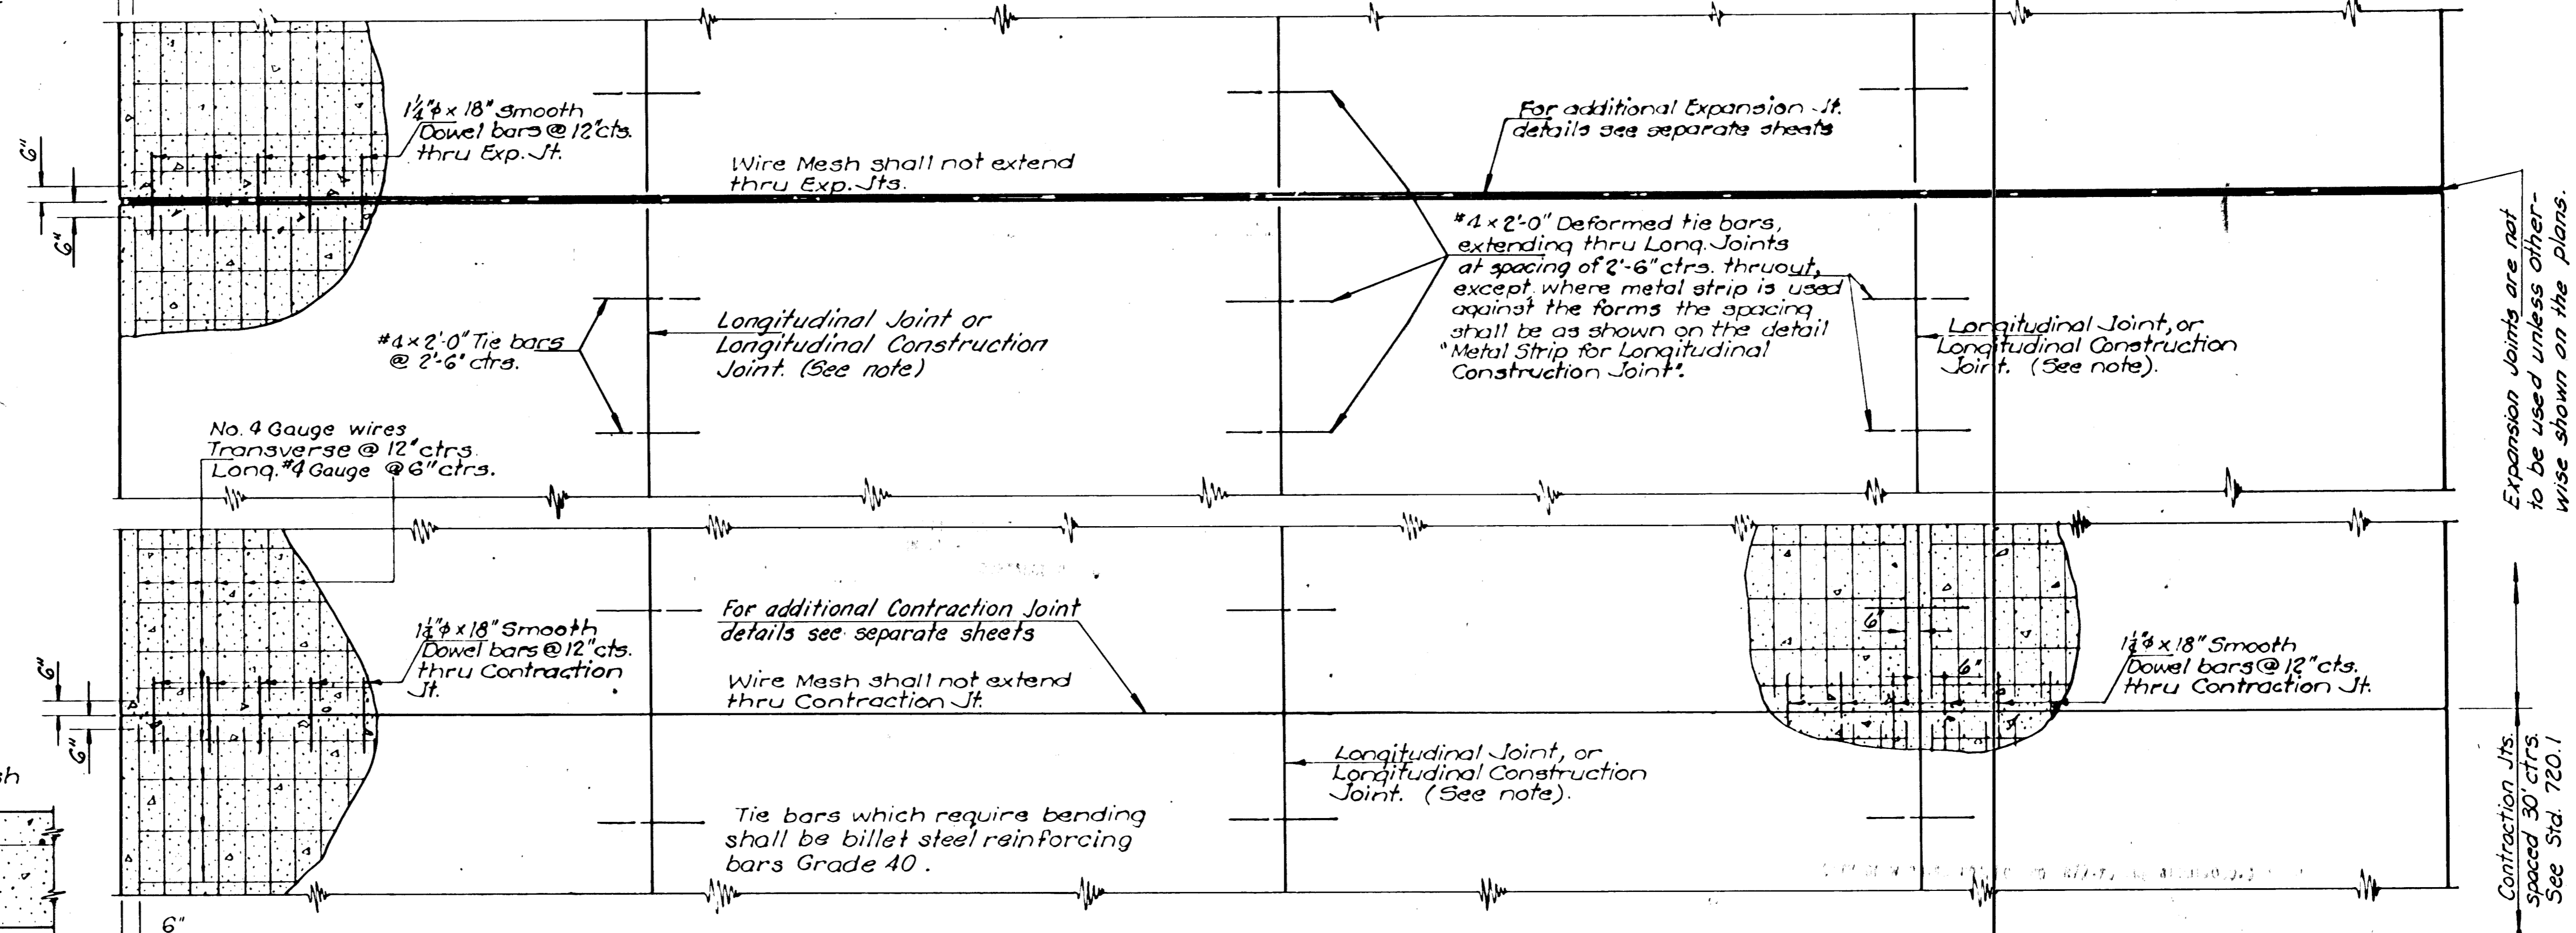 1¼"ϕ x 18" Smooth
Dowel bars @ 12"cts.
thru Exp. Jt.
6"
6"
Wire Mesh shall not extend
thru Exp. Jts.
For additional Expansion Jt.
details see separate sheets
#4 x 2'-0" Deformed tie bars,
extending thru Long. Joints
at spacing of 2'-6" ctrs. thruout,
except where metal strip is used
against the forms the spacing
shall be as shown on the detail
"Metal Strip for Longitudinal
Construction Joint".
#4 x 2'-0" Tie bars
@ 2'-6" ctrs.
Longitudinal Joint or
Longitudinal Construction
Joint. (See note)
Longitudinal Joint, or
Longitudinal Construction
Joint. (See note).
Expansion Joints are not
to be used unless other-
wise shown on the plans.
No. 4 Gauge wires
Transverse @ 12" ctrs.
Long. #4 Gauge @ 6" ctrs.
1¼"ϕ x 18" Smooth
Dowel bars @ 12"cts.
thru Contraction
Jt.
6"
6"
For additional Contraction Joint
details see separate sheets
Wire Mesh shall not extend
thru Contraction Jt.
6"
6"
1¼"ϕ x 18" Smooth
Dowel bars @ 12"cts.
thru Contraction Jt.
Longitudinal Joint, or
Longitudinal Construction
Joint. (See note).
Tie bars which require bending
shall be billet steel reinforcing
bars Grade 40.
Contraction Jts.
spaced 30' ctrs.
See Std. 720.1
6"